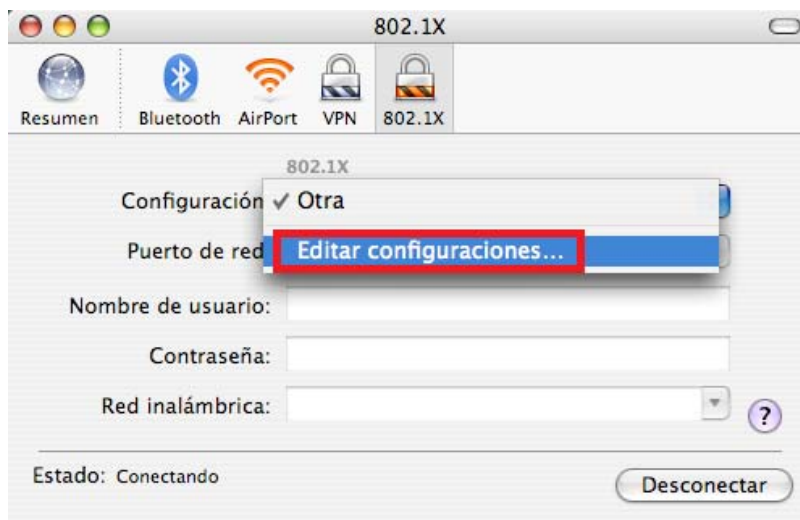 802.1X
Resumen Bluetooth AirPort VPN 802.1X
802.1X
Configuración ✓ Otra
Puerto de red Editar configuraciones...
Nombre de usuario:
Contraseña:
Red inalámbrica:
?
Estado: Conectando
Desconectar